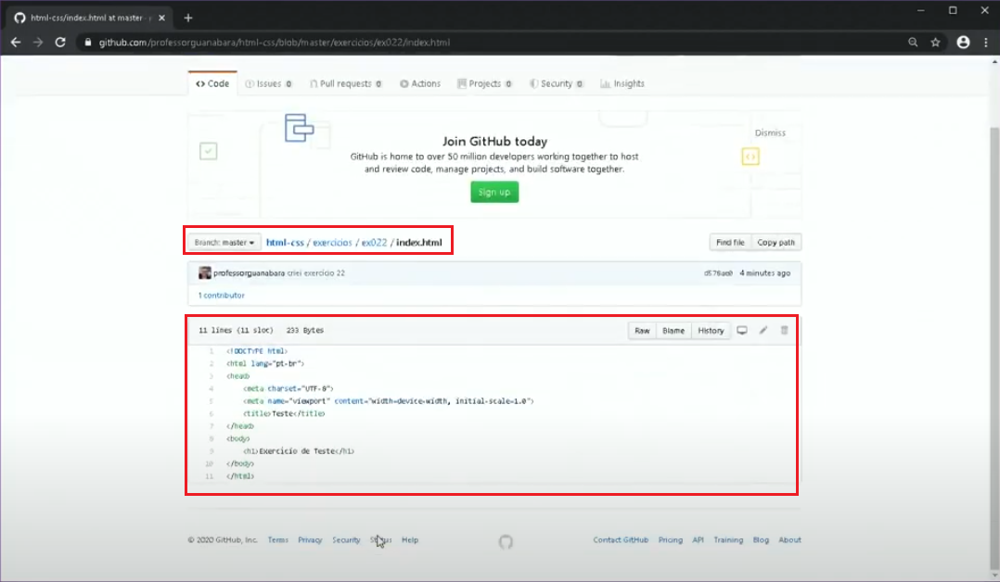 html-css/index.html at master · p
github.com/professorguanabara/html-css/blob/master/exercicios/ex022/index.html
Code Issues 0 Pull requests 0 Actions Projects 0 Security 0 Insights
Dismiss
Join GitHub today
GitHub is home to over 50 million developers working together to host
and review code, manage projects, and build software together.
Sign up
Branch: master html-css / exercicios / ex022 / index.html Find file Copy path
professorguanabara criei exercicio 22 d576ae0 4 minutes ago
1 contributor
11 lines (11 sloc) 233 Bytes Raw Blame History
1 <!DOCTYPE html>
2 <html lang="pt-br">
3 <head>
4 <meta charset="UTF-8">
5 <meta name="viewport" content="width=device-width, initial-scale=1.0">
6 <title>Teste</title>
7 </head>
8 <body>
9 <h1>Exercício de Teste</h1>
10 </body>
11 </html>
© 2020 GitHub, Inc. Terms Privacy Security Status Help Contact GitHub Pricing API Training Blog About